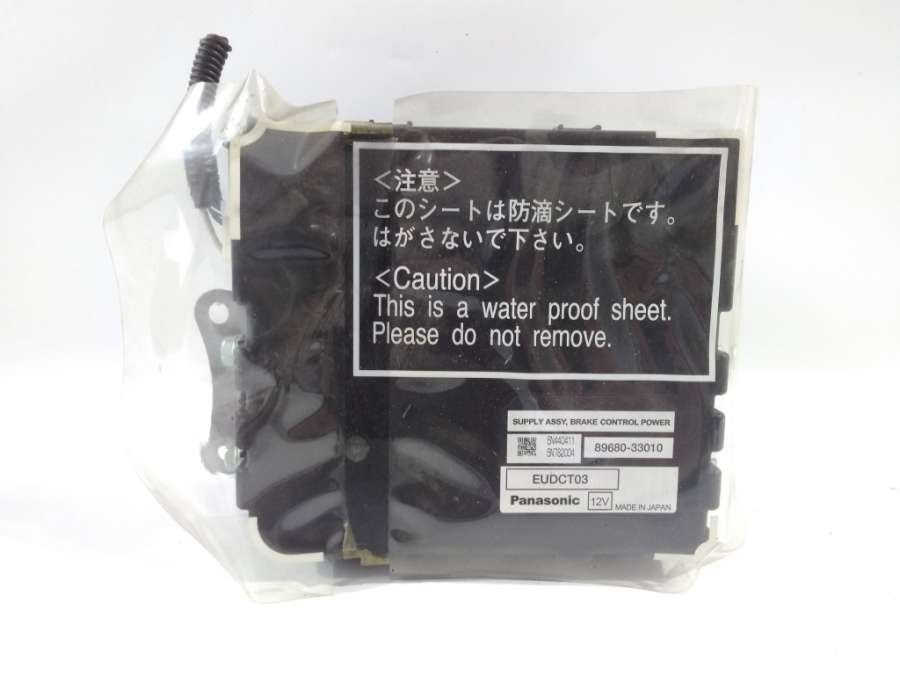 <注意>
このシートは防滴シートです。
はがさないで下さい。
<Caution>
This is a water proof sheet.
Please do not remove.
SUPPLY ASSY, BRAKE CONTROL POWER
BN440411
BN782004
89680-33010
EUDCT03
Panasonic 12V MADE IN JAPAN